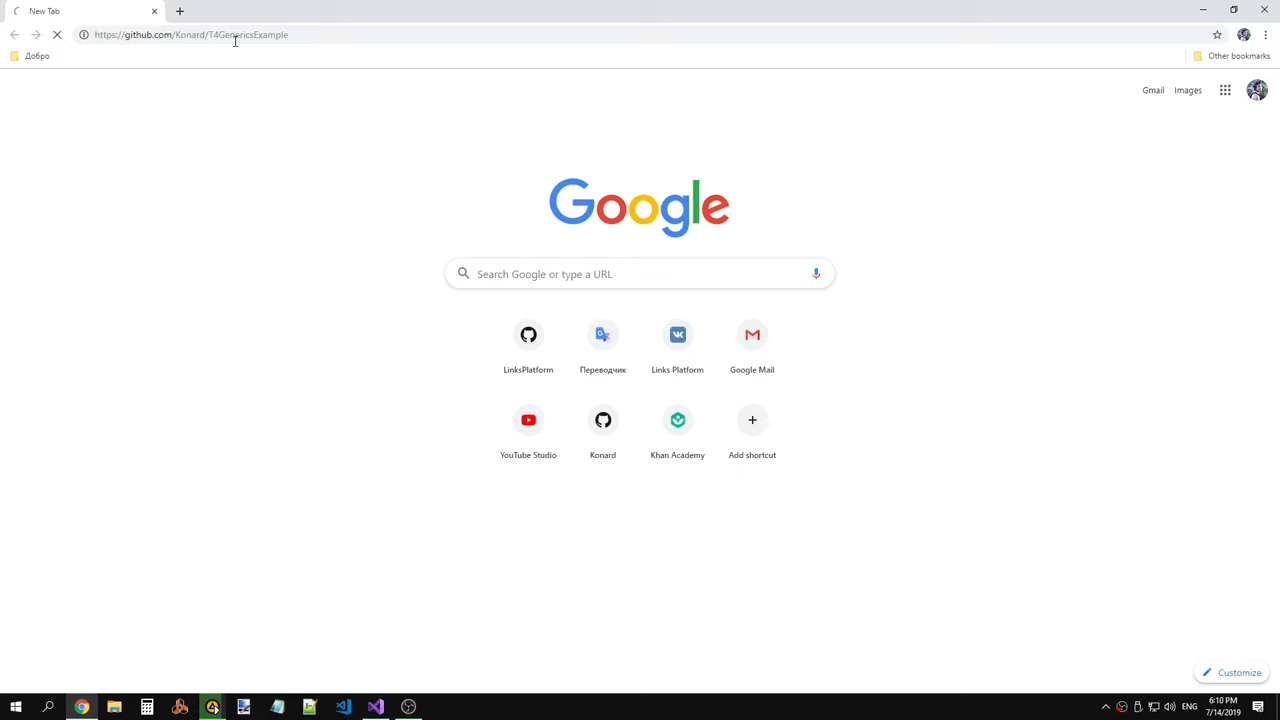 New Tab
https://github.com/Konard/T4GenericsExample
Добро
Other bookmarks
Gmail
Images
Google
Search Google or type a URL
LinksPlatform
Переводчик
Links Platform
Google Mail
YouTube Studio
Konard
Khan Academy
Add shortcut
Customize
ENG
6:10 PM
7/14/2019